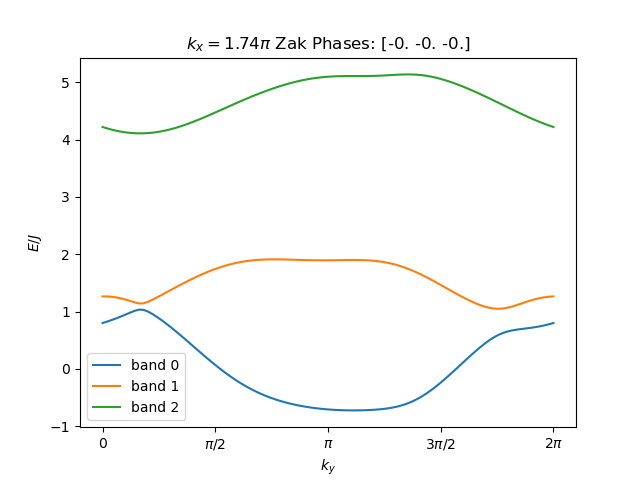 k_x = 1.74π Zak Phases: [-0. -0. -0.]
E/J
5
4
3
2
1
0
−1
band 0
band 1
band 2
0
π/2
π
3π/2
2π
k_y